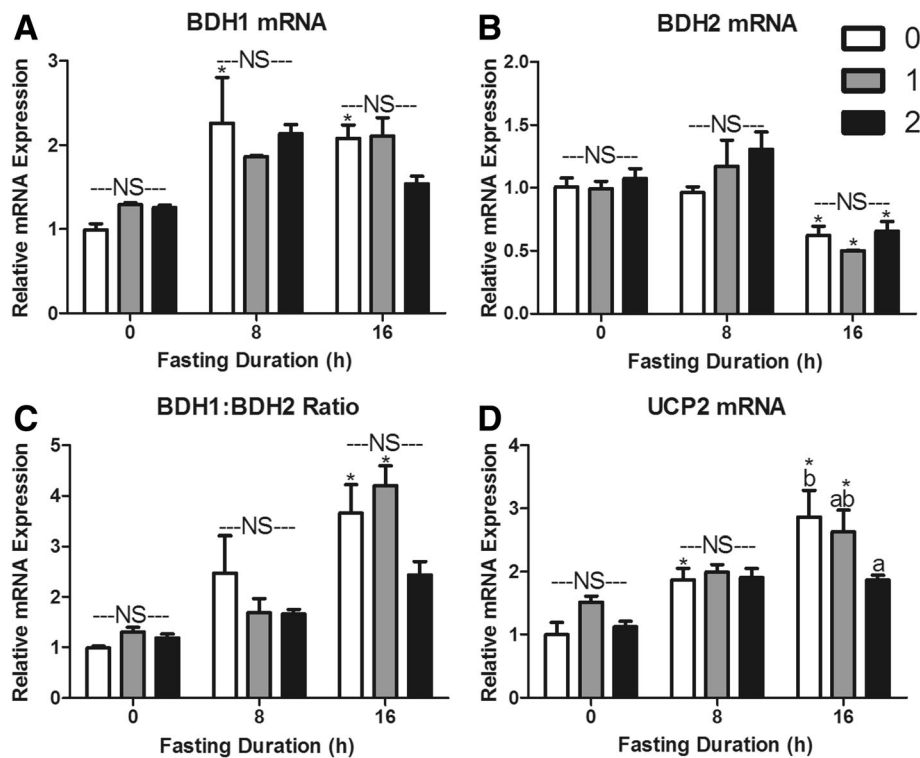 A
BDH1 mRNA
Relative mRNA Expression
3
2
1
0
---NS---
*
---NS---
---NS---
*
0
8
16
Fasting Duration (h)
B
BDH2 mRNA
0
1
2
Relative mRNA Expression
2.0
1.5
1.0
0.5
0.0
---NS---
---NS---
---NS---
*
*
*
0
8
16
Fasting Duration (h)
C
BDH1:BDH2 Ratio
Relative mRNA Expression
5
4
3
2
1
0
---NS---
---NS---
---NS---
*
*
0
8
16
Fasting Duration (h)
D
UCP2 mRNA
Relative mRNA Expression
4
3
2
1
0
---NS---
---NS---
*
*
b
*
ab
a
0
8
16
Fasting Duration (h)